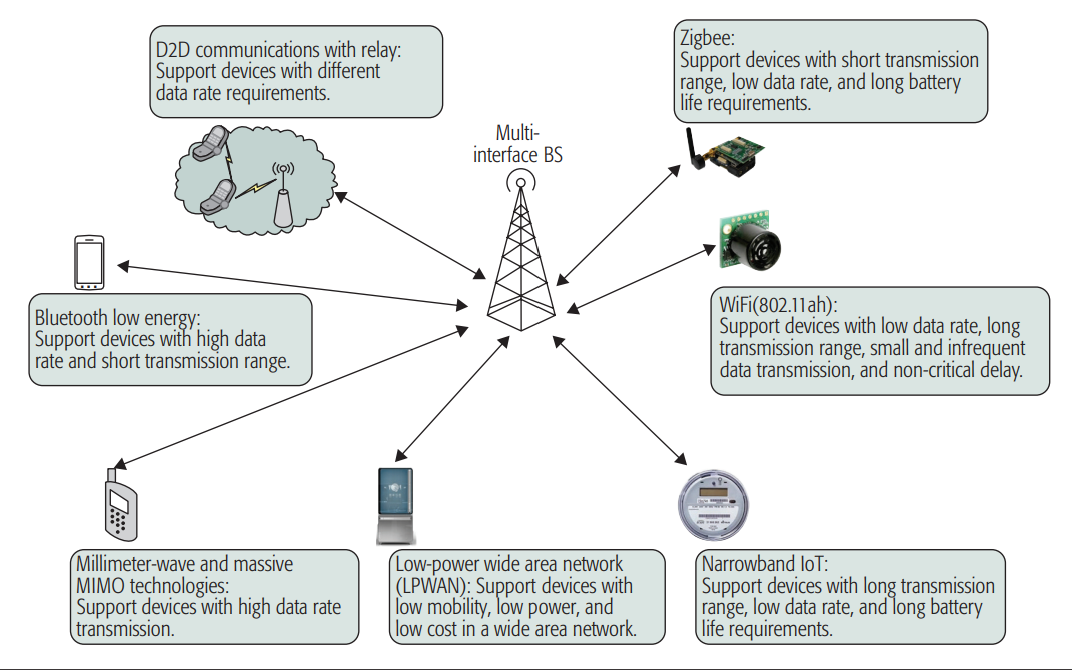 D2D communications with relay:
Support devices with different
data rate requirements.
Zigbee:
Support devices with short transmission
range, low data rate, and long battery
life requirements.
Multi-
interface BS
Bluetooth low energy:
Support devices with high data
rate and short transmission range.
WiFi(802.11ah):
Support devices with low data rate, long
transmission range, small and infrequent
data transmission, and non-critical delay.
Millimeter-wave and massive
MIMO technologies:
Support devices with high data rate
transmission.
Low-power wide area network
(LPWAN): Support devices with
low mobility, low power, and
low cost in a wide area network.
Narrowband IoT:
Support devices with long transmission
range, low data rate, and long battery
life requirements.